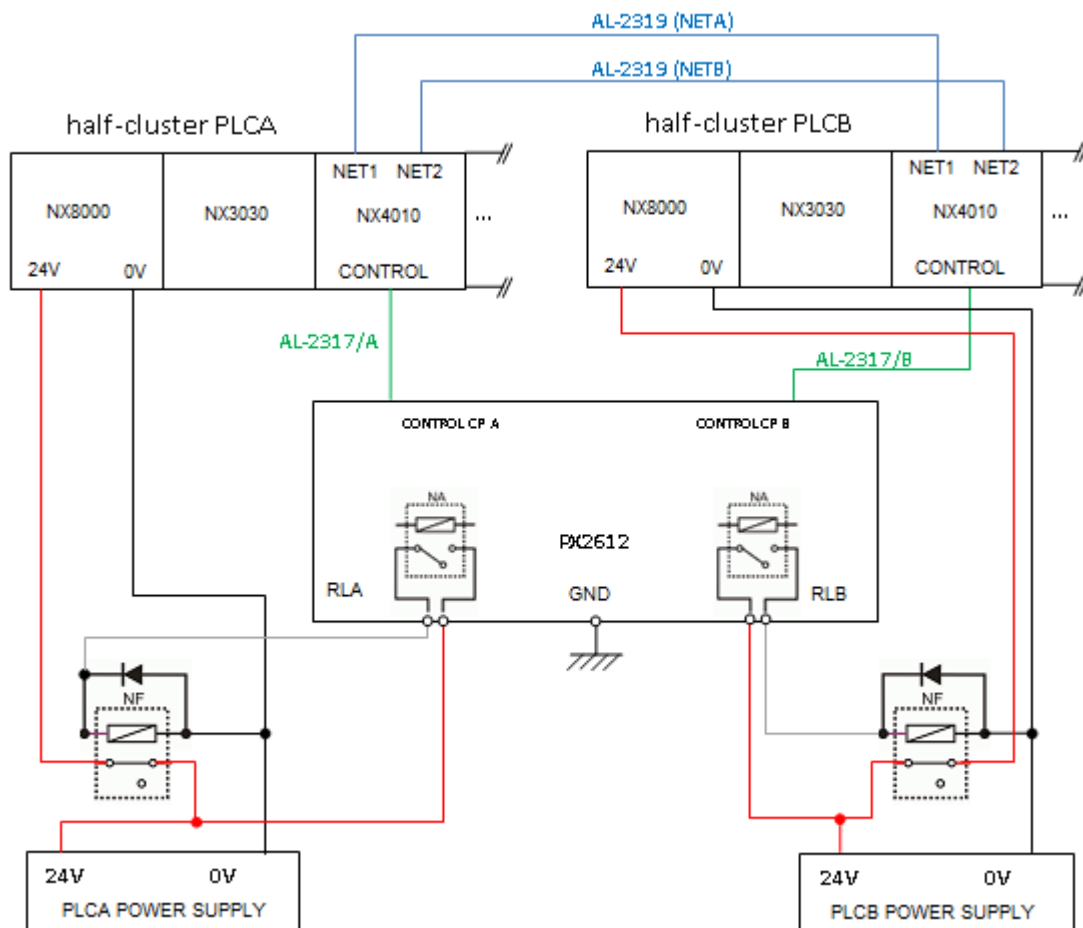 AL-2319 (NETA)
AL-2319 (NETB)
half-cluster PLCA
half-cluster PLCB
NET1 NET2
NX8000
NX3030
NX4010
...
24V
0V
CONTROL
NET1 NET2
NX8000
NX3030
NX4010
...
24V
0V
CONTROL
AL-2317/A
AL-2317/B
CONTROL CP A
CONTROL CP B
NA
NA
PX2612
RLA
GND
RLB
NF
NF
24V
0V
PLCA POWER SUPPLY
24V
0V
PLCB POWER SUPPLY